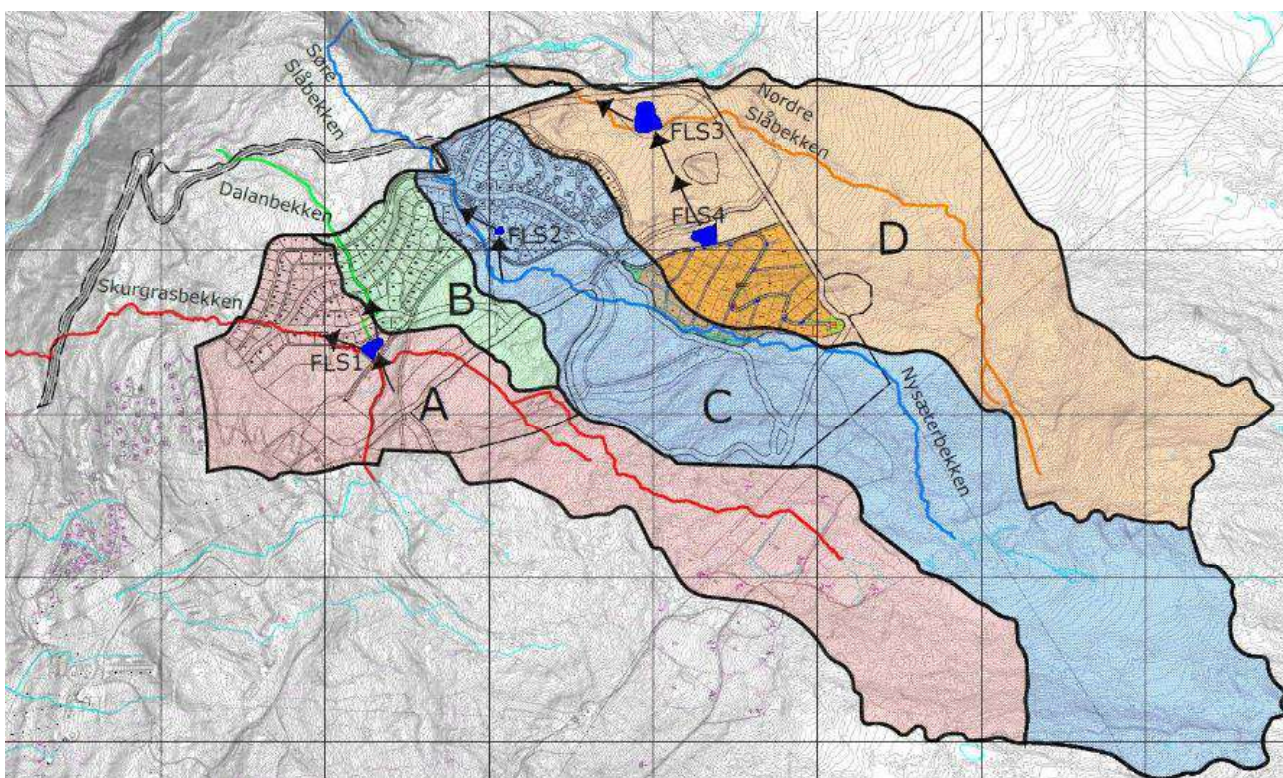 Søre
Slåbekken
Nordre
Slåbekken
FLS3
Dalanbekken
FLS4
FLS2
D
Skurgrasbekken
B
FLS1
A
C
Nysæterbekken